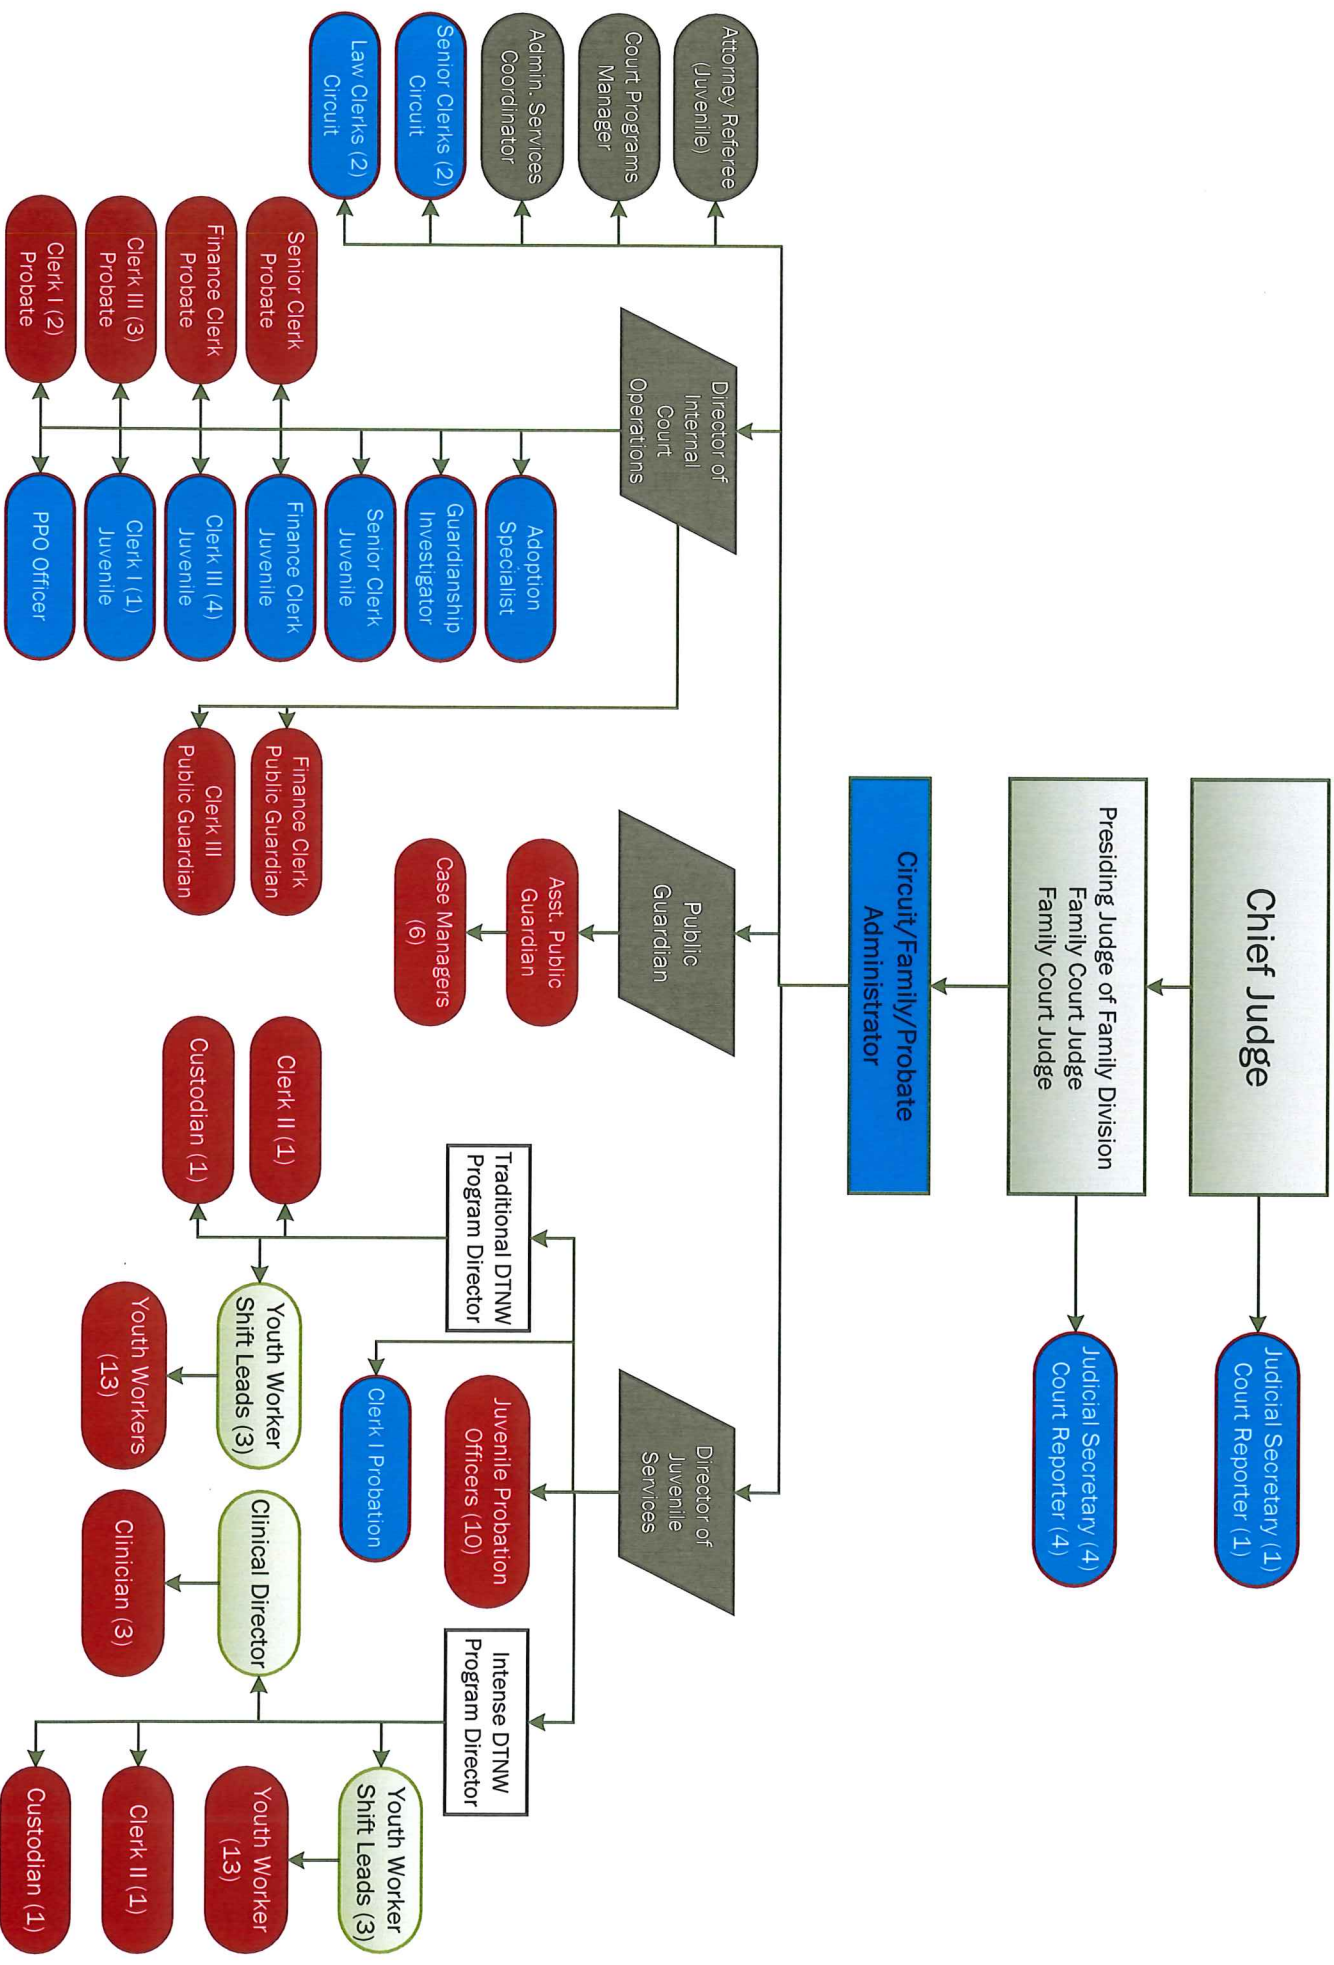 Chief Judge
Judicial Secretary (1)
Court Reporter (1)
Presiding Judge of Family Division
Family Court Judge
Family Court Judge
Judicial Secretary (4)
Court Reporter (4)
Circuit/Family/Probate
Administrator
Attorney Referee
(Juvenile)
Court Programs
Manager
Admin. Services
Coordinator
Senior Clerks (2)
Circuit
Law Clerks (2)
Circuit
Director of
Internal
Court
Operations
Adoption
Specialist
Guardianship
Investigator
Senior Clerk
Juvenile
Senior Clerk
Probate
Finance Clerk
Juvenile
Finance Clerk
Probate
Clerk III (4)
Juvenile
Clerk III (3)
Probate
Clerk I (1)
Juvenile
Clerk I (2)
Probate
PPO Officer
Finance Clerk
Public Guardian
Clerk III
Public Guardian
Public
Guardian
Asst. Public
Guardian
Case Managers
(6)
Director of
Juvenile
Services
Traditional DTNW
Program Director
Juvenile Probation
Officers (10)
Clerk I Probation
Intense DTNW
Program Director
Clerk II (1)
Custodian (1)
Youth Worker
Shift Leads (3)
Youth Workers
(13)
Clinical Director
Clinician (3)
Youth Worker
Shift Leads (3)
Youth Worker
(13)
Clerk II (1)
Custodian (1)